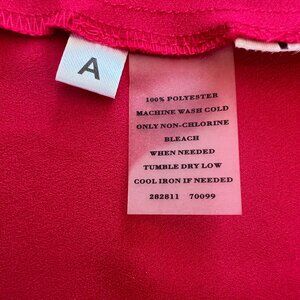 A
100% POLYESTER
MACHINE WASH COLD
ONLY NON-CHLORINE
BLEACH
WHEN NEEDED
TUMBLE DRY LOW
COOL IRON IF NEEDED
282811 70099